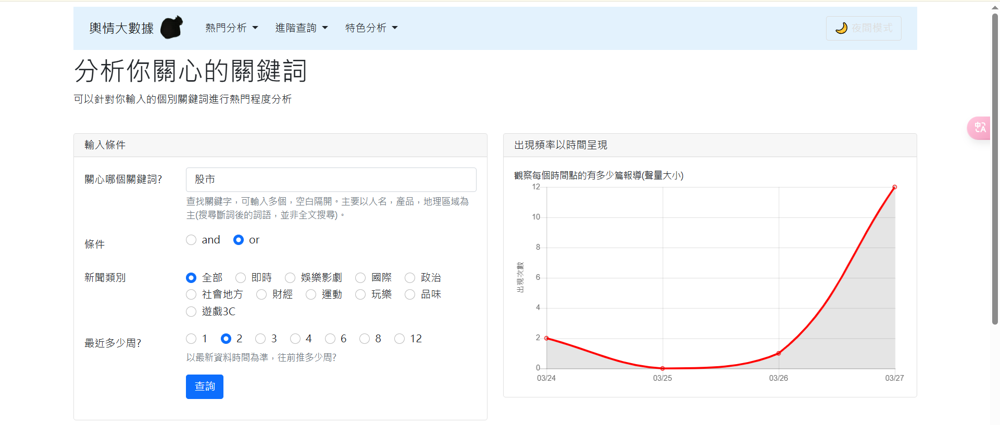 輿情大數據 熱門分析 進階查詢 特色分析 夜間模式
分析你關心的關鍵詞
可以針對你輸入的個別關鍵詞進行熱門程度分析
輸入條件
關心哪個關鍵詞? 股市
查找關鍵字，可輸入多個，空白隔開。主要以人名，產品，地理區域為
主(搜尋斷詞後的詞語，並非全文搜尋)。
條件 and or
新聞類別 全部 即時 娛樂影劇 國際 政治
社會地方 財經 運動 玩樂 品味
遊戲3C
最近多少周? 1 2 3 4 6 8 12
以最新資料時間為準，往前推多少周?
查詢
出現頻率以時間呈現
觀察每個時間點的有多少篇報導(聲量大小)
出現次數
12
10
8
6
4
2
0
03/24 03/25 03/26 03/27
中A